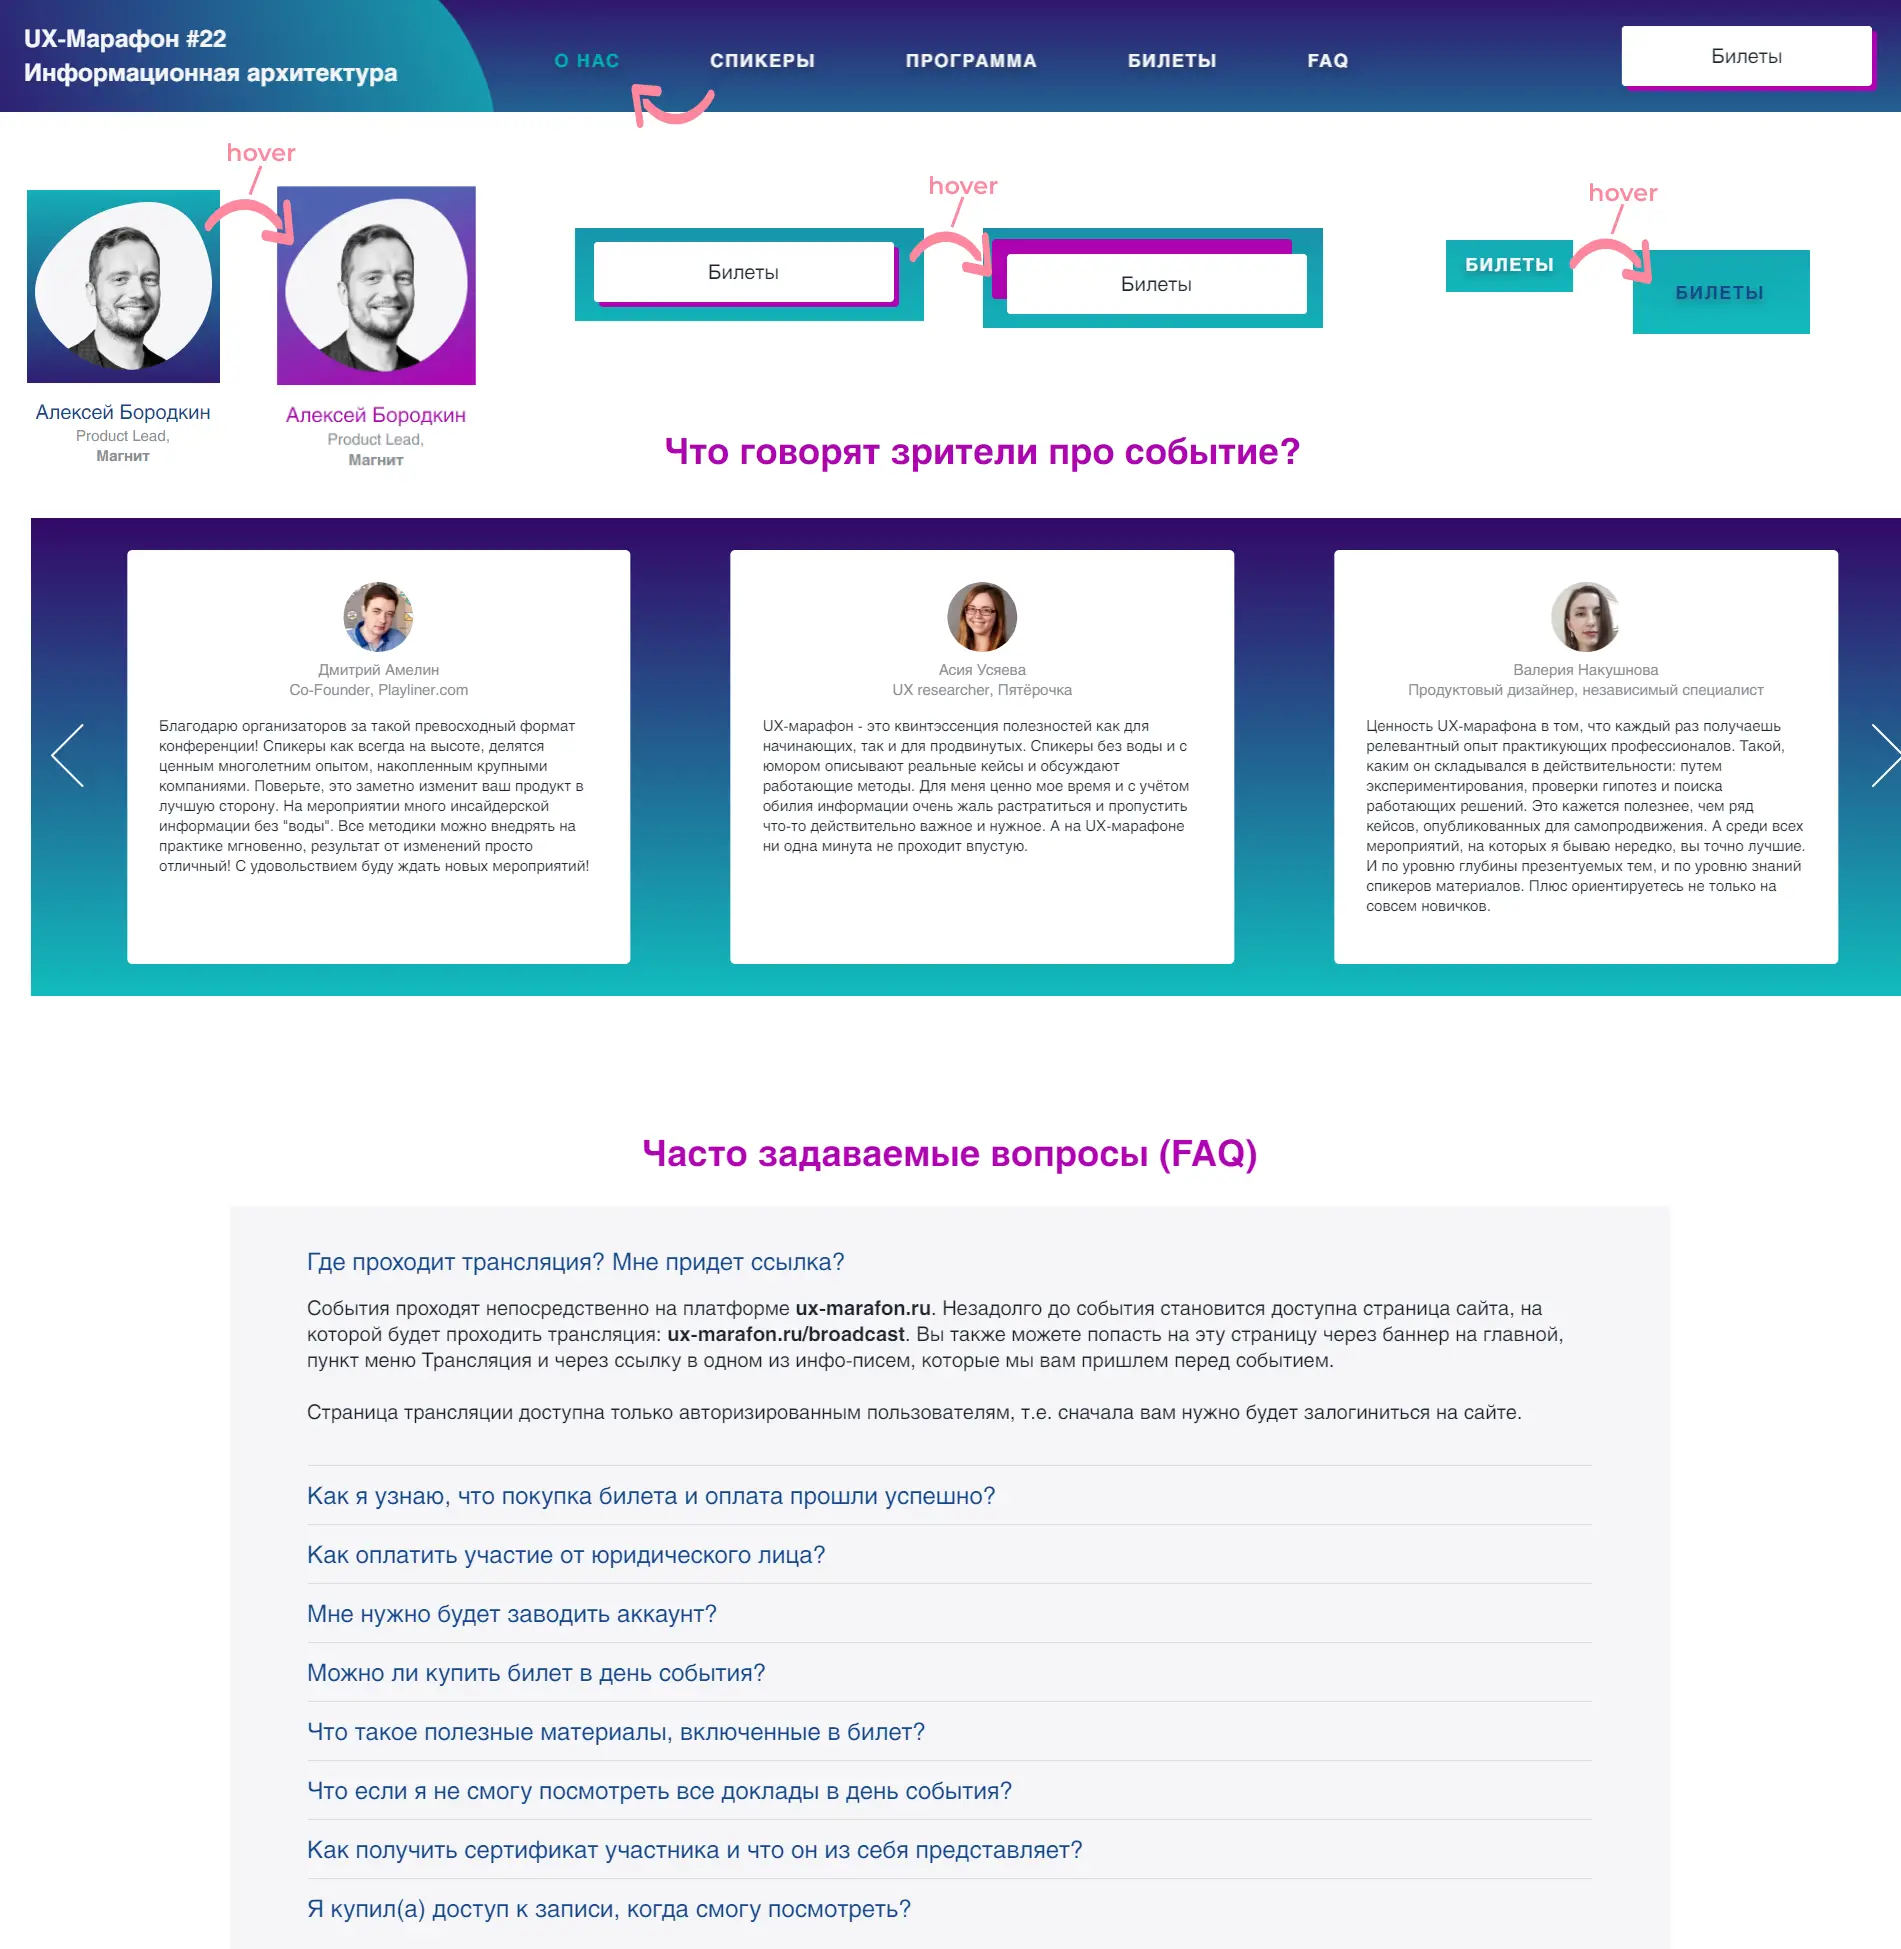 UX-Марафон #22
Информационная архитектура
О НАС
СПИКЕРЫ
ПРОГРАММА
БИЛЕТЫ
FAQ
Билеты
hover
hover
hover
Билеты
Билеты
БИЛЕТЫ
БИЛЕТЫ
Алексей Бородкин
Product Lead,
Магнит
Алексей Бородкин
Product Lead,
Магнит
Что говорят зрители про событие?
Дмитрий Амелин
Co-Founder, Playliner.com
Благодарю организаторов за такой превосходный формат
конференции! Спикеры как всегда на высоте, делятся
ценным многолетним опытом, накопленным крупными
компаниями. Поверьте, это заметно изменит ваш продукт в
лучшую сторону. На мероприятии много инсайдерской
информации без "воды". Все методики можно внедрять на
практике мгновенно, результат от изменений просто
отличный! С удовольствием буду ждать новых мероприятий!
Асия Усяева
UX researcher, Пятёрочка
UX-марафон - это квинтэссенция полезностей как для
начинающих, так и для продвинутых. Спикеры без воды и с
юмором описывают реальные кейсы и обсуждают
работающие методы. Для меня ценно мое время и с учётом
обилия информации очень жаль растратиться и пропустить
что-то действительно важное и нужное. А на UX-марафоне
ни одна минута не проходит впустую.
Валерия Накушнова
Продуктовый дизайнер, независимый специалист
Ценность UX-марафона в том, что каждый раз получаешь
релевантный опыт практикующих профессионалов. Такой,
каким он складывался в действительности: путем
экспериментирования, проверки гипотез и поиска
работающих решений. Это кажется полезнее, чем ряд
кейсов, опубликованных для самопродвижения. А среди всех
мероприятий, на которых я бываю нередко, вы точно лучшие.
И по уровню глубины презентуемых тем, и по уровню знаний
спикеров материалов. Плюс ориентируетесь не только на
совсем новичков.
Часто задаваемые вопросы (FAQ)
Где проходит трансляция? Мне придет ссылка?
События проходят непосредственно на платформе ux-marafon.ru. Незадолго до события становится доступна страница сайта, на
которой будет проходить трансляция: ux-marafon.ru/broadcast. Вы также можете попасть на эту страницу через баннер на главной,
пункт меню Трансляция и через ссылку в одном из инфо-писем, которые мы вам пришлем перед событием.
Страница трансляции доступна только авторизированным пользователям, т.е. сначала вам нужно будет залогиниться на сайте.
Как я узнаю, что покупка билета и оплата прошли успешно?
Как оплатить участие от юридического лица?
Мне нужно будет заводить аккаунт?
Можно ли купить билет в день события?
Что такое полезные материалы, включенные в билет?
Что если я не смогу посмотреть все доклады в день события?
Как получить сертификат участника и что он из себя представляет?
Я купил(а) доступ к записи, когда смогу посмотреть?